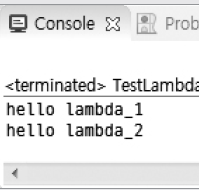 Console Prob
<terminated> TestLambda
hello lambda_1
hello lambda_2